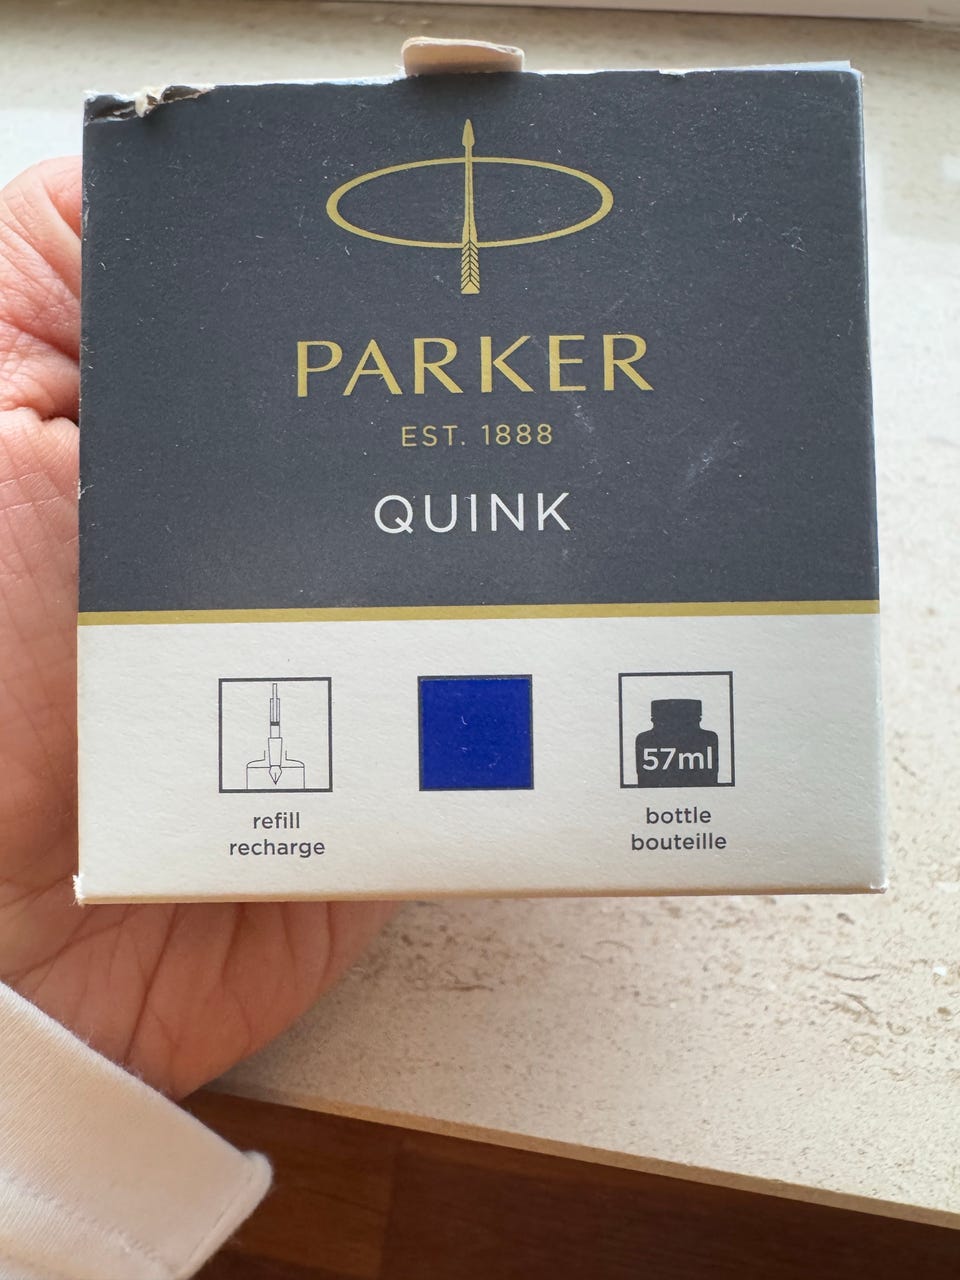 PARKER
EST. 1888
QUINK
57ml
refill
recharge
bottle
bouteille